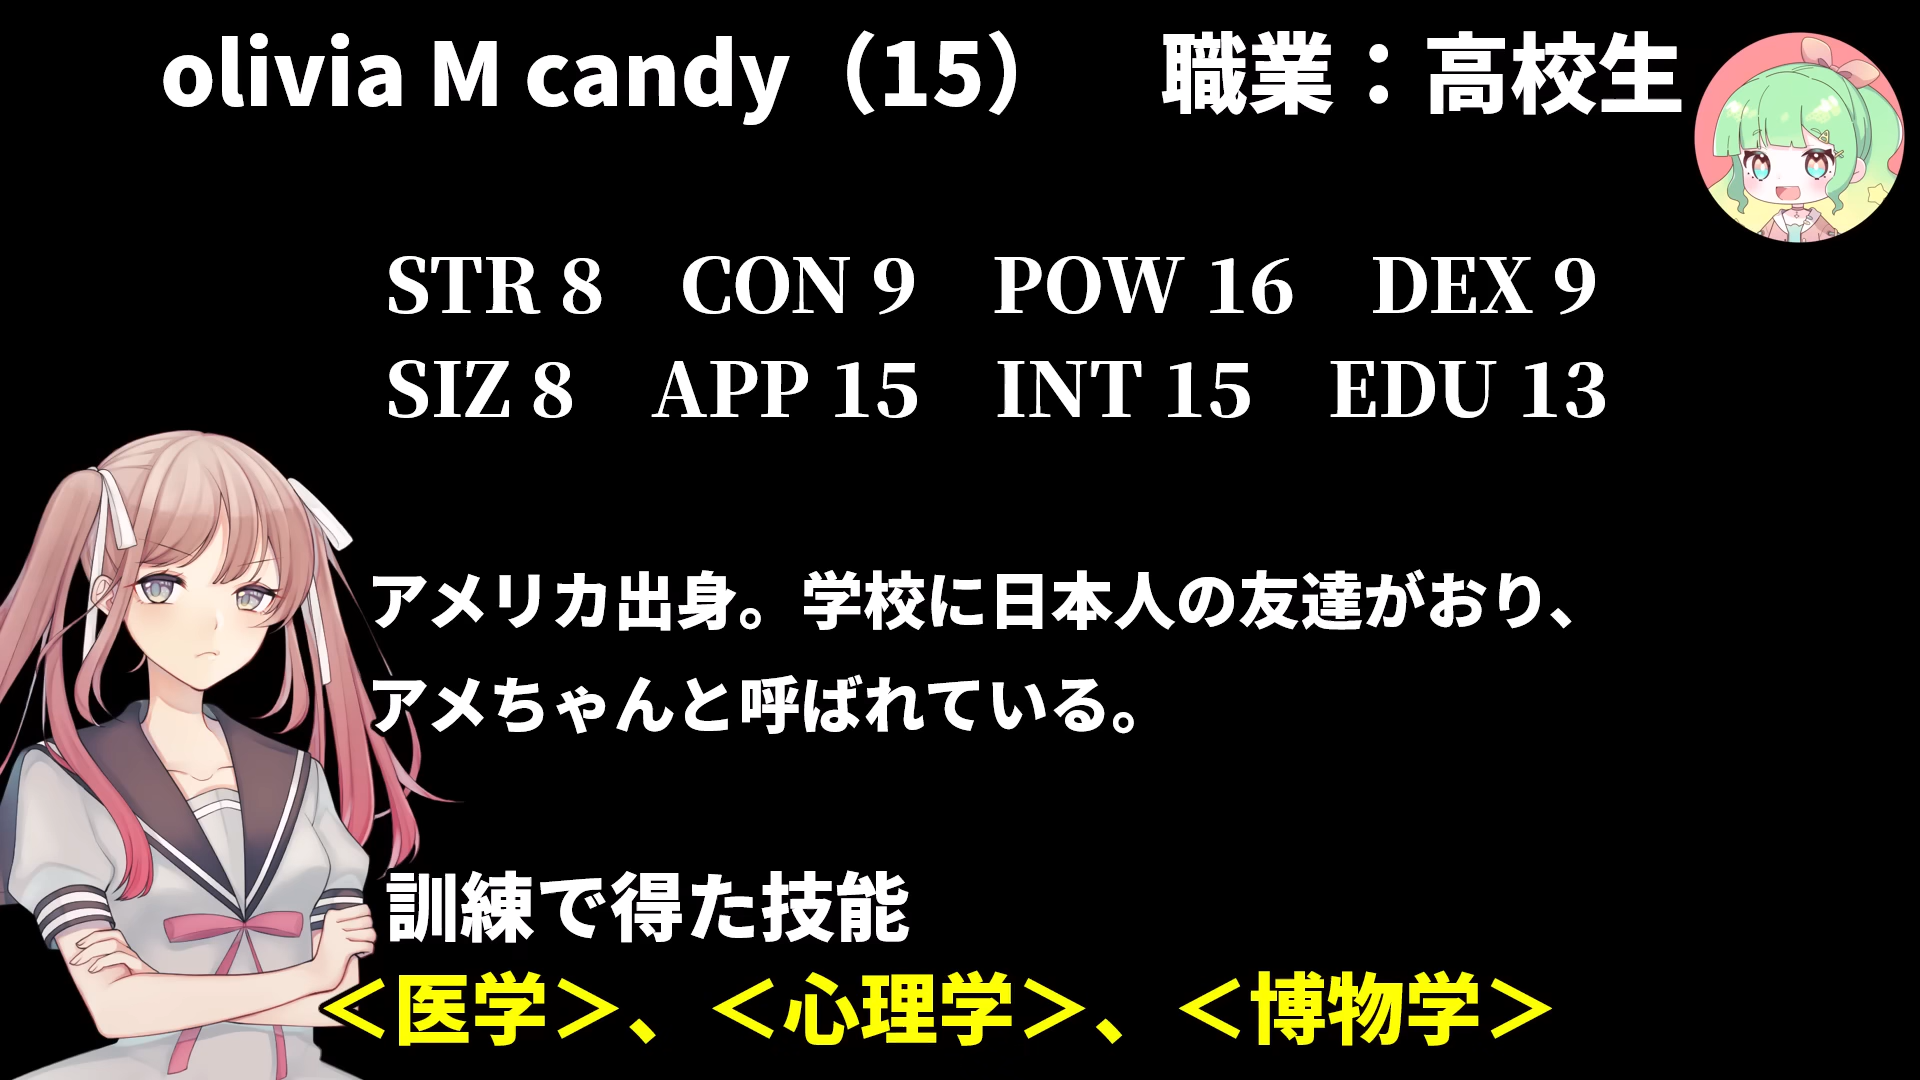 olivia M candy（15）　職業：高校生
STR 8　CON 9　POW 16　DEX 9
SIZ 8　APP 15　INT 15　EDU 13
アメリカ出身。学校に日本人の友達がおり、
アメちゃんと呼ばれている。
訓練で得た技能
＜医学＞、＜心理学＞、＜博物学＞